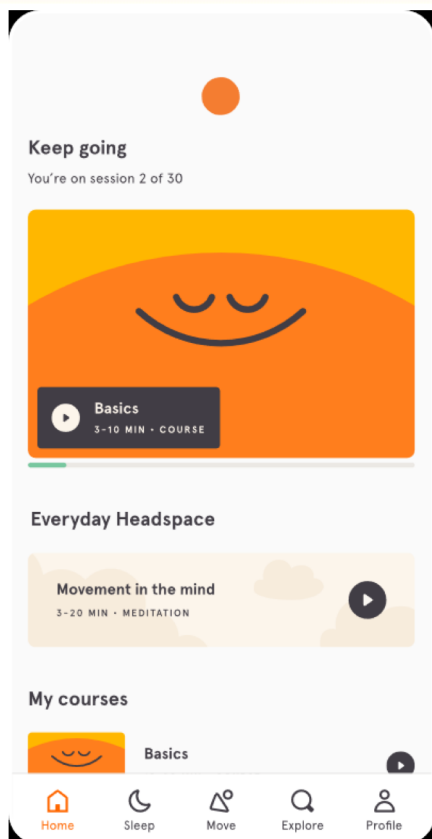 Keep going
You're on session 2 of 30
Basics
3-10 MIN • COURSE
Everyday Headspace
Movement in the mind
3-20 MIN • MEDITATION
My courses
Basics
Home Sleep Move Explore Profile